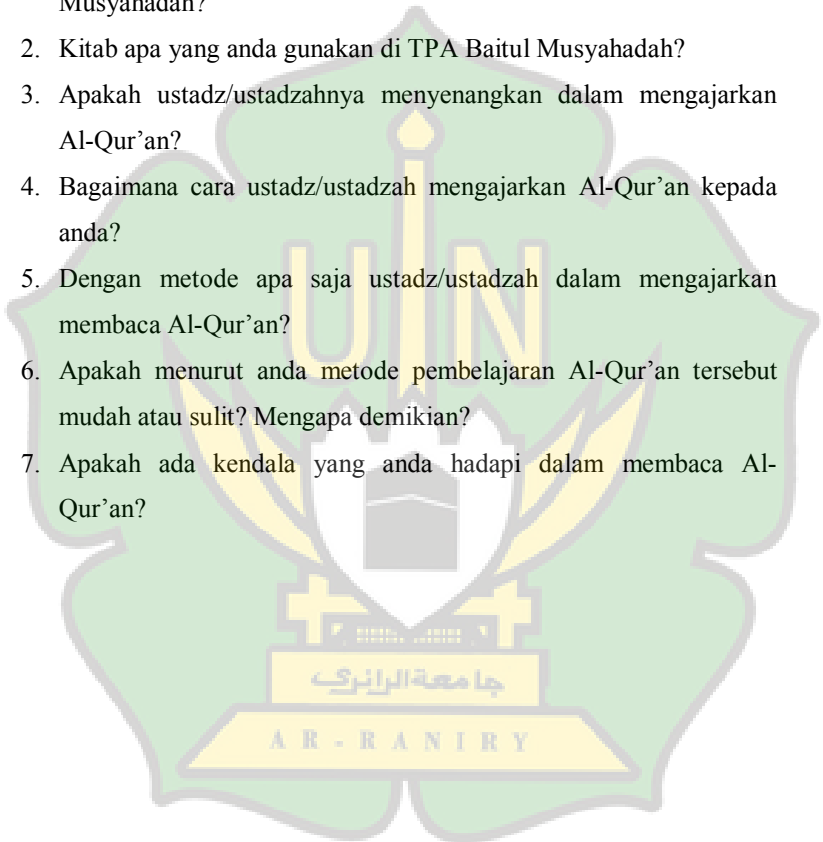 Musyahadah?
2. Kitab apa yang anda gunakan di TPA Baitul Musyahadah?
3. Apakah ustadz/ustadzahnya menyenangkan dalam mengajarkan
Al-Qur’an?
4. Bagaimana cara ustadz/ustadzah mengajarkan Al-Qur’an kepada
anda?
5. Dengan metode apa saja ustadz/ustadzah dalam mengajarkan
membaca Al-Qur’an?
6. Apakah menurut anda metode pembelajaran Al-Qur’an tersebut
mudah atau sulit? Mengapa demikian?
7. Apakah ada kendala yang anda hadapi dalam membaca Al-
Qur’an?
UIN
جامعة الرانري
AR-RANIRY